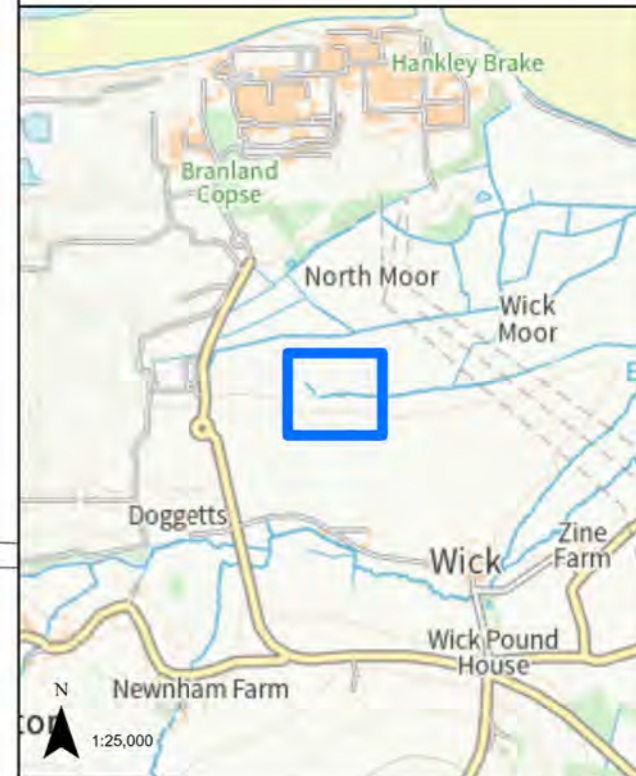 Hankley Brake
Branland
Copse
North Moor
Wick
Moor
E
Doggetts
Zine
Farm
Wick
Wick Pound
House
Newnham Farm
N
ton
1:25,000